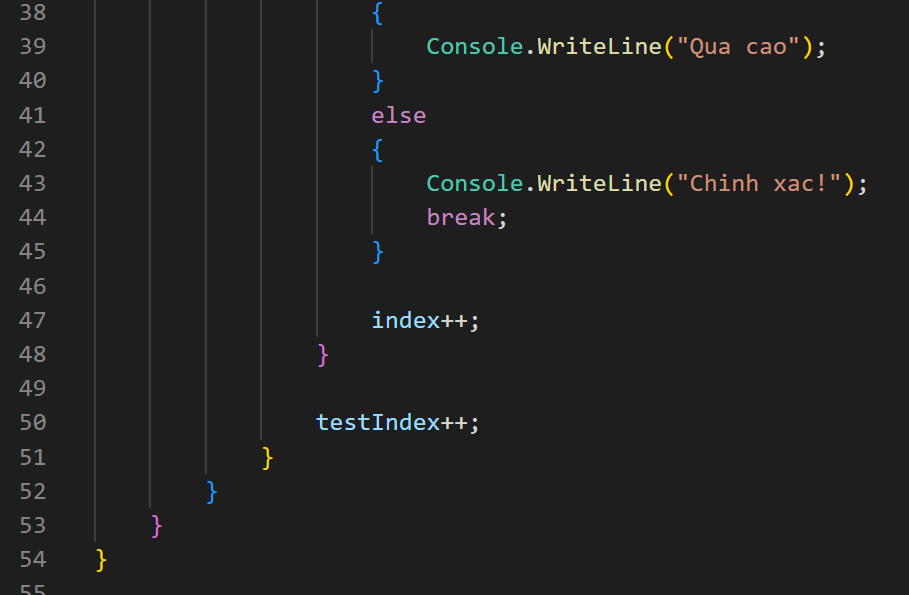 38 {
39 Console.WriteLine("Qua cao");
40 }
41 else
42 {
43 Console.WriteLine("Chinh xac!");
44 break;
45 }
46
47 index++;
48 }
49
50 testIndex++;
51 }
52 }
53 }
54 }
55